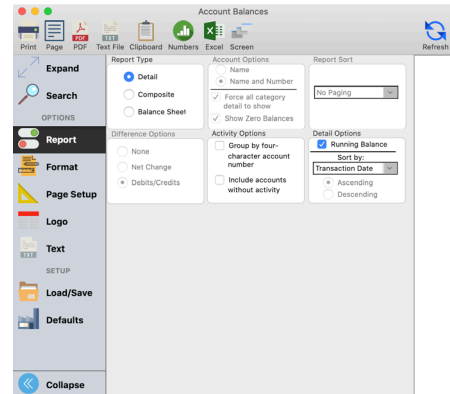 Account Balances
Print Page PDF Text File Clipboard Numbers Excel Screen Refresh
PDF
TXT
Expand
Search
OPTIONS
Report
Format
Page Setup
Logo
Text
TXT
SETUP
Load/Save
Defaults
Collapse
Report Type
Detail
Composite
Balance Sheet
Account Options
Name
Name and Number
Force all category
detail to show
Show Zero Balances
Report Sort
No Paging
Difference Options
None
Net Change
Debits/Credits
Activity Options
Group by four-
character account
number
Include accounts
without activity
Detail Options
Running Balance
Sort by:
Transaction Date
Ascending
Descending